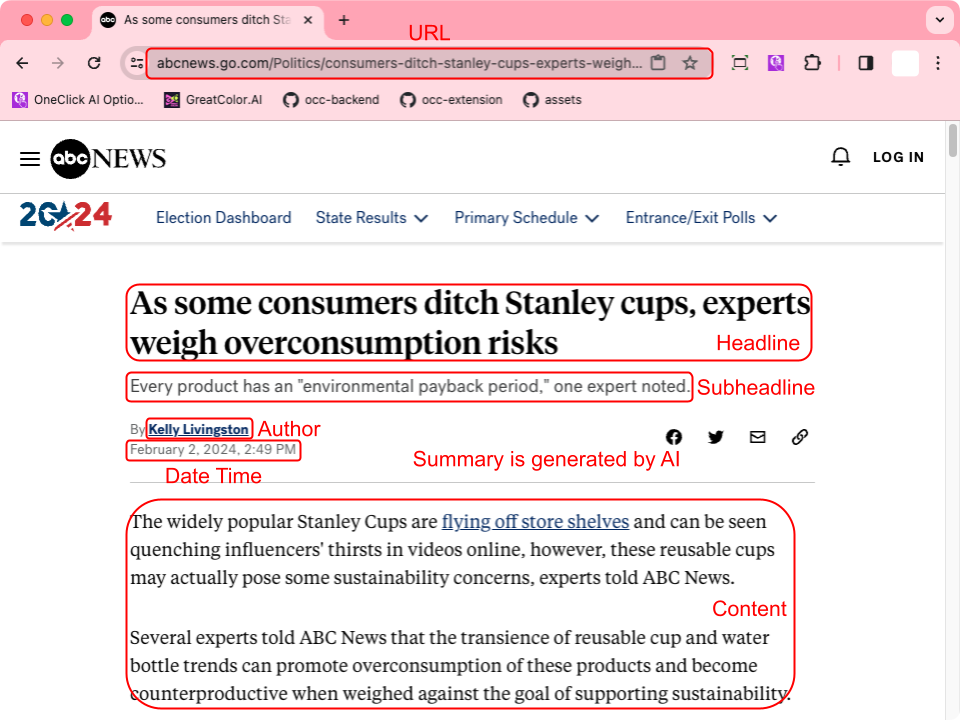 abc As some consumers ditch Sta
URL
abcnews.go.com/Politics/consumers-ditch-stanley-cups-experts-weigh...
OneClick AI Optio... GreatColor.AI occ-backend occ-extension assets
abc NEWS LOG IN
2024 Election Dashboard State Results Primary Schedule Entrance/Exit Polls
As some consumers ditch Stanley cups, experts
weigh overconsumption risks Headline
Every product has an "environmental payback period," one expert noted. Subheadline
By Kelly Livingston Author
February 2, 2024, 2:49 PM
Summary is generated by AI
Date Time
The widely popular Stanley Cups are flying off store shelves and can be seen
quenching influencers' thirsts in videos online, however, these reusable cups
may actually pose some sustainability concerns, experts told ABC News.
Content
Several experts told ABC News that the transience of reusable cup and water
bottle trends can promote overconsumption of these products and become
counterproductive when weighed against the goal of supporting sustainability.